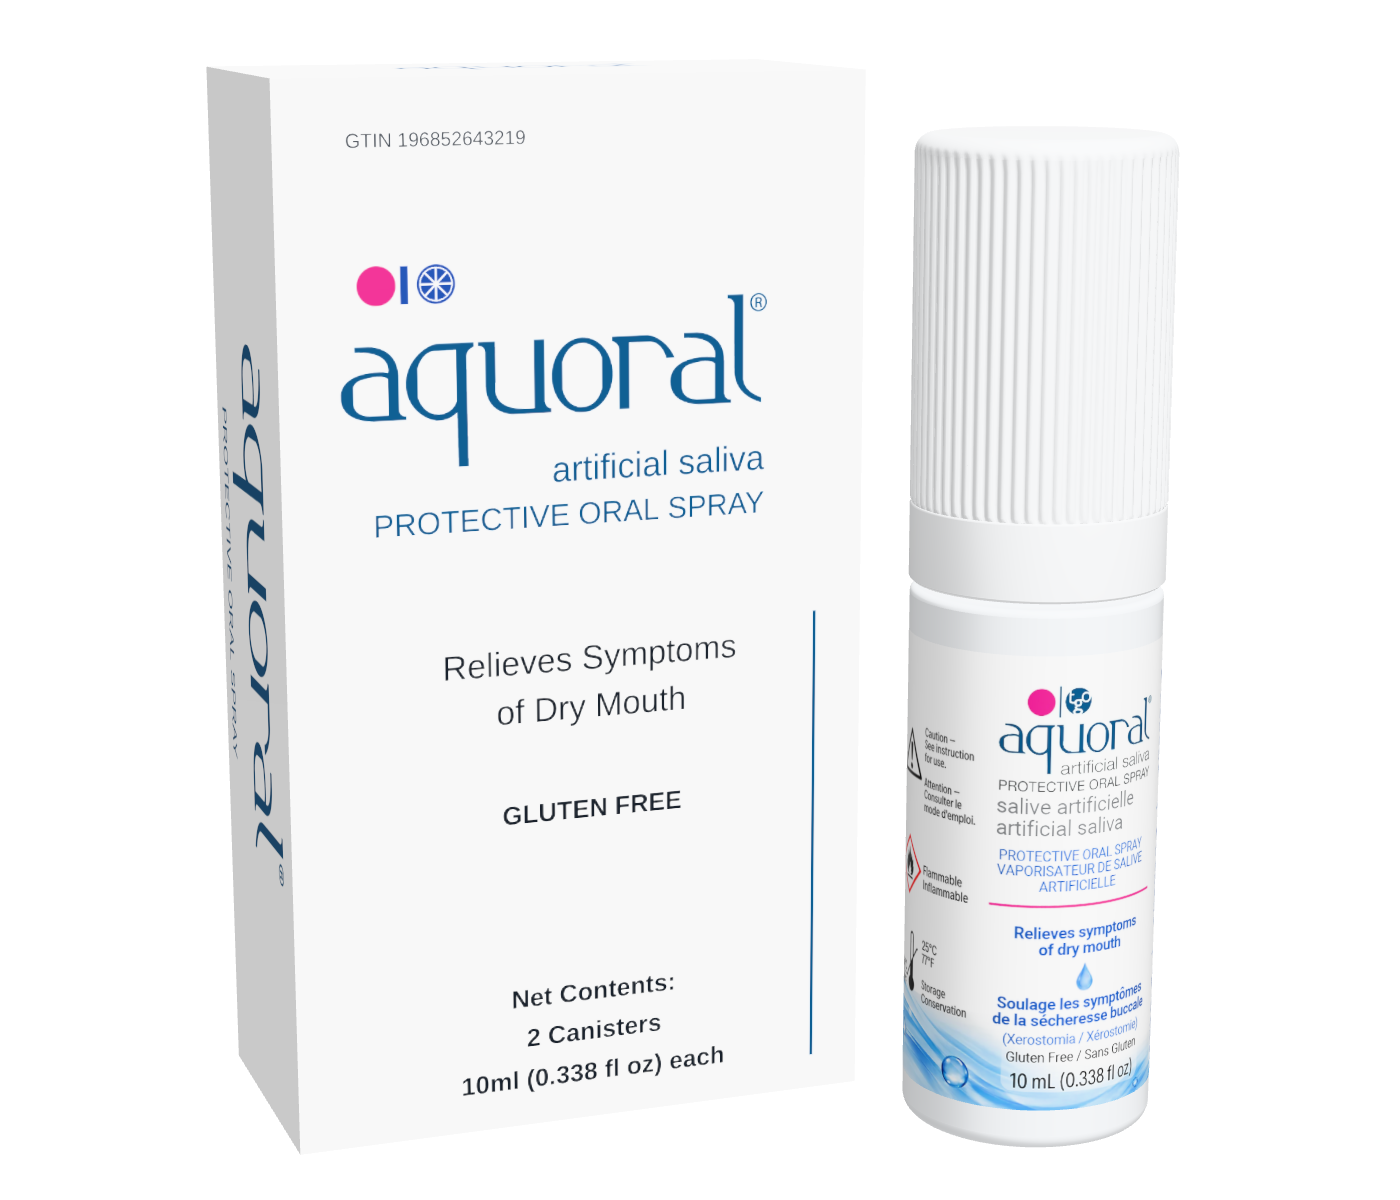 GTIN 196852643219
aquoral®
artificial saliva
PROTECTIVE ORAL SPRAY
Relieves Symptoms
of Dry Mouth
GLUTEN FREE
Net Contents:
2 Canisters
10ml (0.338 fl oz) each
aquoral®
PROTECTIVE ORAL SPRAY
Caution –
See instruction
for use.
Attention –
Consulter le
mode d'emploi.
Flammable
Inflammable
25°C
77°F
Storage
Conservation
tgo
aquoral®
artificial saliva
PROTECTIVE ORAL SPRAY
salive artificielle
artificial saliva
PROTECTIVE ORAL SPRAY
VAPORISATEUR DE SALIVE
ARTIFICIELLE
Relieves symptoms
of dry mouth
Soulage les symptômes
de la sécheresse buccale
(Xerostomia / Xérostomie)
Gluten Free / Sans Gluten
10 mL (0.338 fl oz)